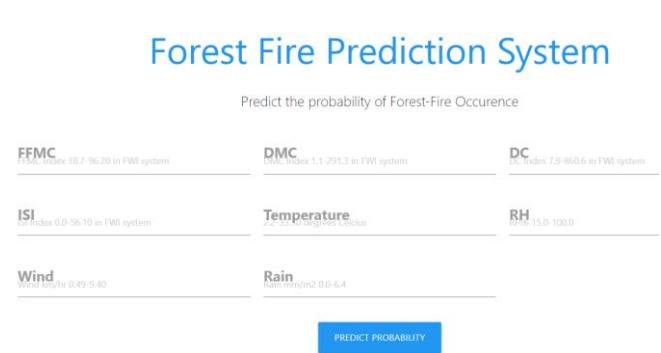 Forest Fire Prediction System
Predict the probability of Forest-Fire Occurence
FFMC
FFMC Index 18.7-96.20 in FWI system
DMC
DMC Index 1.1-291.3 in FWI system
DC
DC Index 7.9-860.6 in FWI system
ISI
ISI Index 0.0-56.10 in FWI system
Temperature
degrees Celcius
RH
15.0-100.0
Wind
Wind km/hr 0.49-9.40
Rain
Rain mm/m2 0.0-6.4
PREDICT PROBABILITY